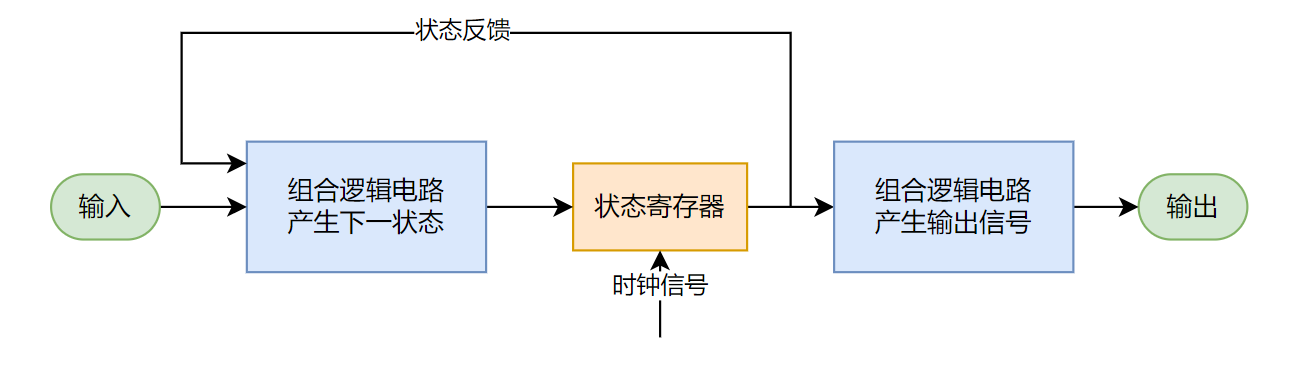 状态反馈
输入
组合逻辑电路
产生下一状态
状态寄存器
时钟信号
组合逻辑电路
产生输出信号
输出